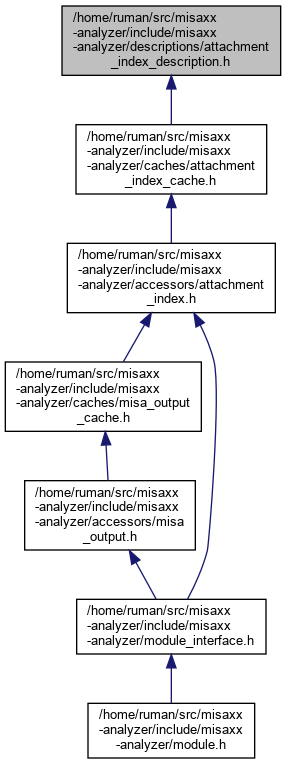 /home/ruman/src/misaxx
-analyzer/include/misaxx
-analyzer/descriptions/attachment
_index_description.h
/home/ruman/src/misaxx
-analyzer/include/misaxx
-analyzer/caches/attachment
_index_cache.h
/home/ruman/src/misaxx
-analyzer/include/misaxx
-analyzer/accessors/attachment
_index.h
/home/ruman/src/misaxx
-analyzer/include/misaxx
-analyzer/caches/misa_output
_cache.h
/home/ruman/src/misaxx
-analyzer/include/misaxx
-analyzer/accessors/misa
_output.h
/home/ruman/src/misaxx
-analyzer/include/misaxx
-analyzer/module_interface.h
/home/ruman/src/misaxx
-analyzer/include/misaxx
-analyzer/module.h